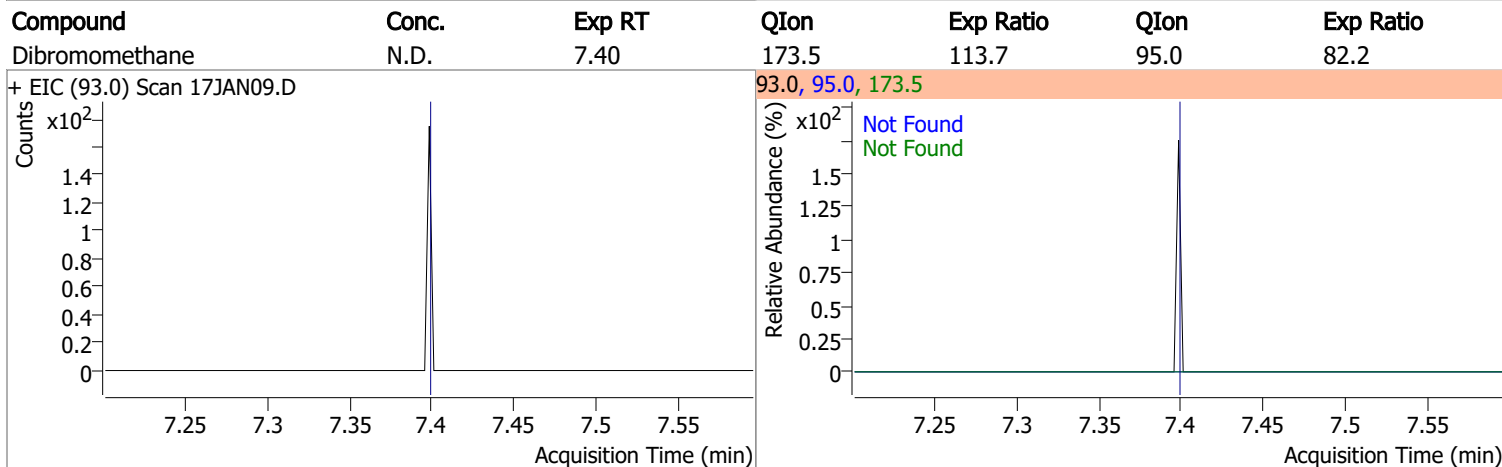 Compound Conc. Exp RT QIon Exp Ratio QIon Exp Ratio
Dibromomethane N.D. 7.40 173.5 113.7 95.0 82.2
+ EIC (93.0) Scan 17JAN09.D
Counts
x10²
1.4
1.2
1
0.8
0.6
0.4
0.2
0
7.25 7.3 7.35 7.4 7.45 7.5 7.55
Acquisition Time (min)
93.0, 95.0, 173.5
Relative Abundance (%)
x10²
Not Found
Not Found
1.5
1.25
1
0.75
0.5
0.25
0
7.25 7.3 7.35 7.4 7.45 7.5 7.55
Acquisition Time (min)